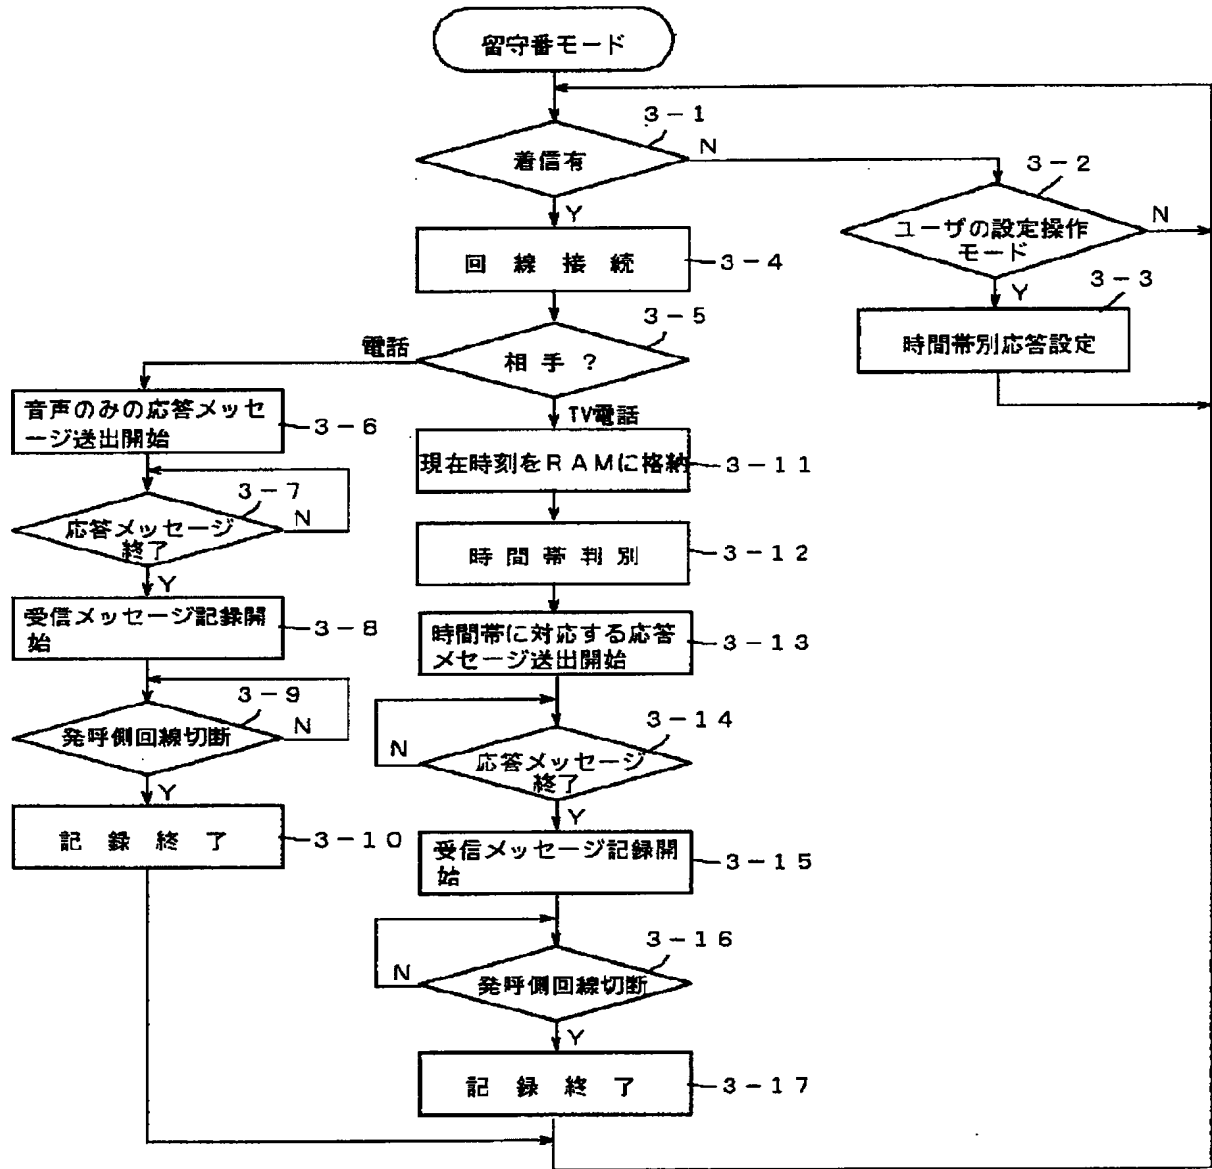 留守番モード
3-1
着信有
N
Y
3-2
ユーザの設定操作
モード
N
Y
3-3
時間帯別応答設定
回線接続
3-4
3-5
相手?
電話
TV電話
音声のみの応答メッセ
ージ送出開始
3-6
3-7
応答メッセージ
終了
N
Y
受信メッセージ記録開
始
3-8
3-9
発呼側回線切断
N
Y
記録終了
3-10
現在時刻をRAMに格納
3-11
時間帯判別
3-12
時間帯に対応する応答
メセージ送出開始
3-13
3-14
応答メッセージ
終了
N
Y
受信メッセージ記録開
始
3-15
3-16
発呼側回線切断
N
Y
記録終了
3-17